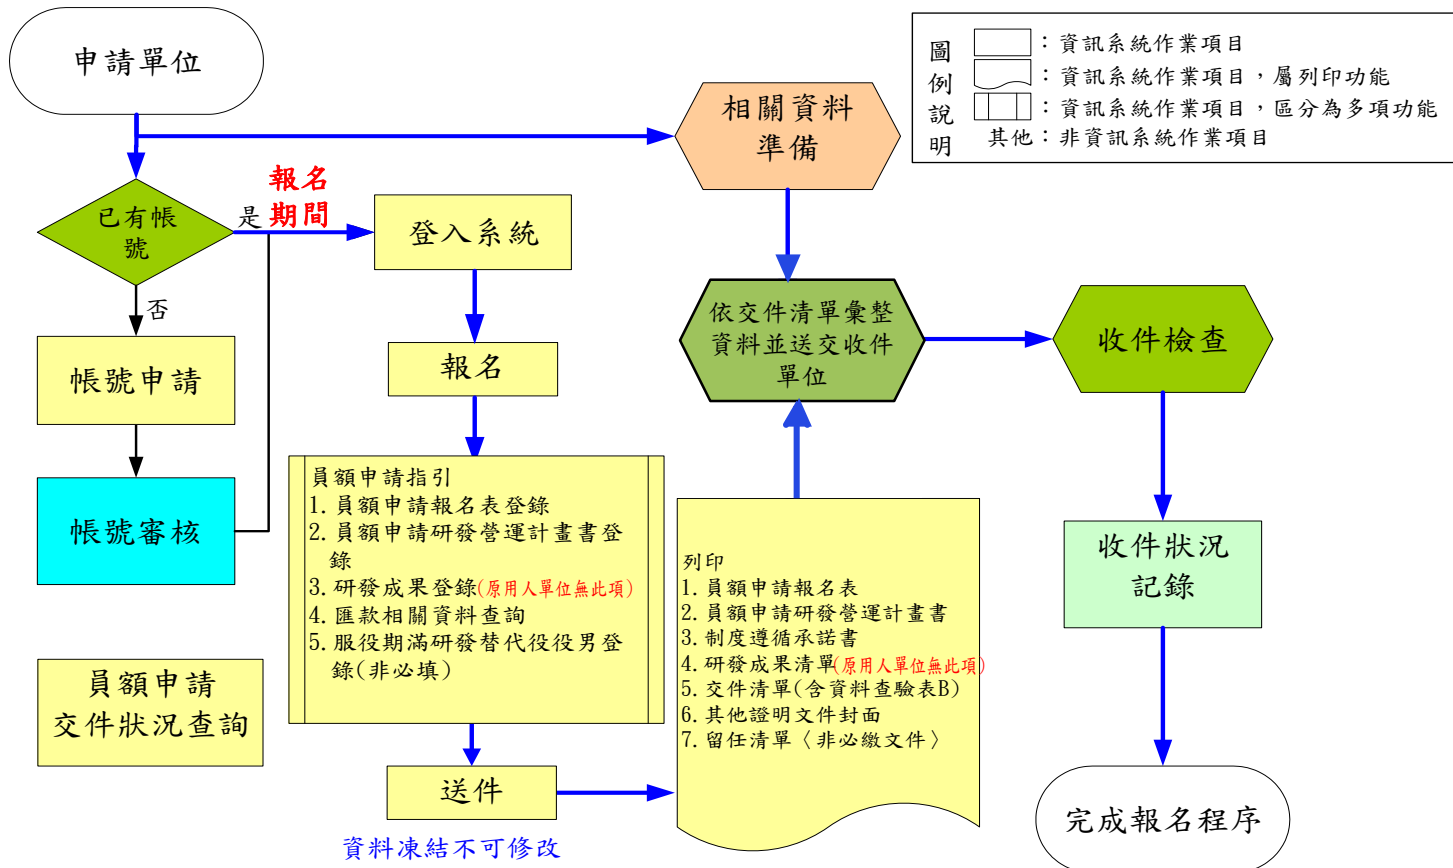 申請單位
圖例說明
：資訊系統作業項目
：資訊系統作業項目，屬列印功能
：資訊系統作業項目，區分為多項功能
其他：非資訊系統作業項目
相關資料
準備
已有帳
號
是
報名
期間
登入系統
否
帳號申請
報名
依交件清單彙整
資料並送交收件
單位
收件檢查
帳號審核
員額申請指引
1. 員額申請報名表登錄
2. 員額申請研發營運計畫書登
錄
3. 研發成果登錄(原用人單位無此項)
4. 匯款相關資料查詢
5. 服役期滿研發替代役役男登
錄(非必填)
列印
1. 員額申請報名表
2. 員額申請研發營運計畫書
3. 制度遵循承諾書
4. 研發成果清單(原用人單位無此項)
5. 交件清單(含資料查驗表B)
6. 其他證明文件封面
7. 留任清單〈非必繳文件〉
收件狀況
記錄
員額申請
交件狀況查詢
送件
資料凍結不可修改
完成報名程序